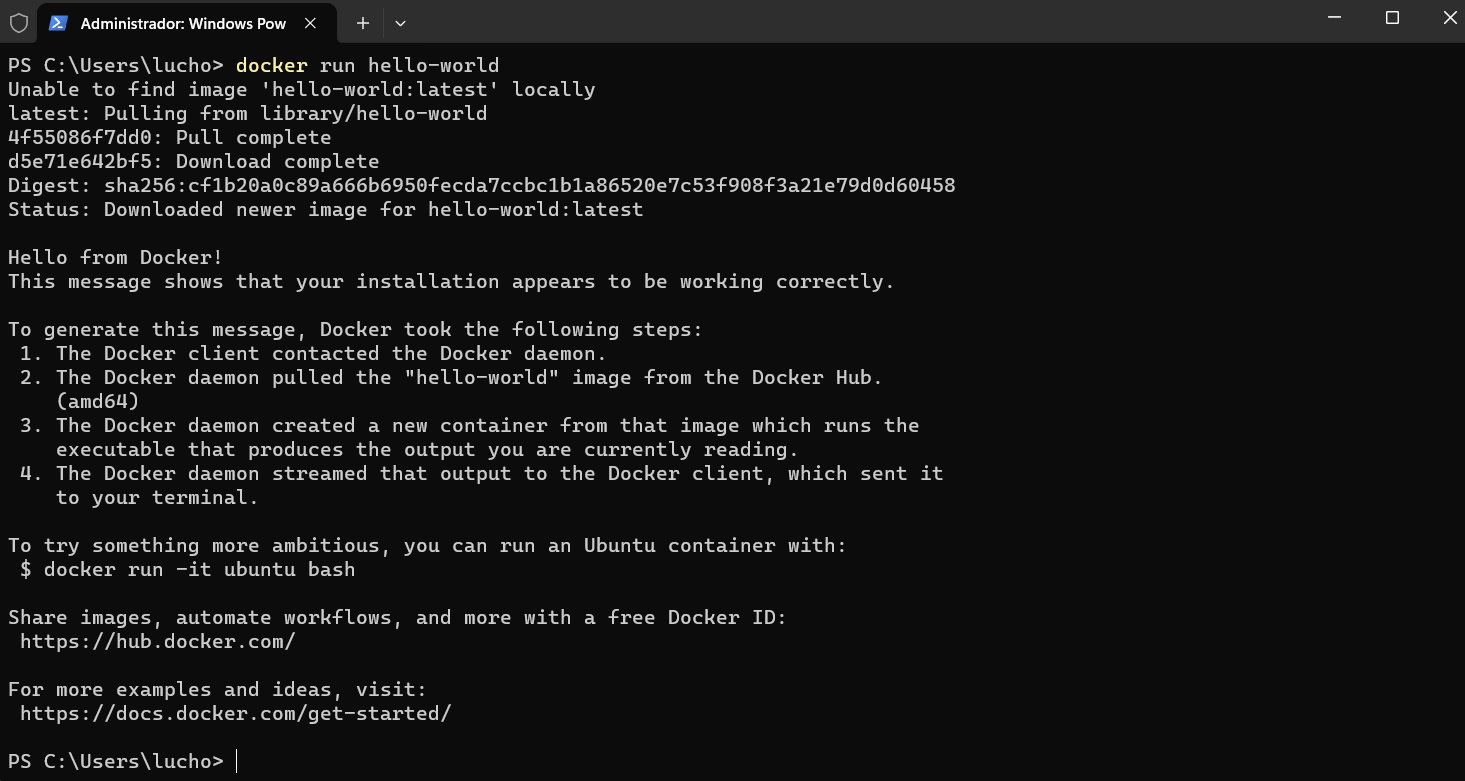 Administrador: Windows Pow
PS C:\Users\lucho> docker run hello-world
Unable to find image 'hello-world:latest' locally
latest: Pulling from library/hello-world
4f55086f7dd0: Pull complete
d5e71e642bf5: Download complete
Digest: sha256:cf1b20a0c89a666b6950fecda7ccbc1b1a86520e7c53f908f3a21e79d0d60458
Status: Downloaded newer image for hello-world:latest
Hello from Docker!
This message shows that your installation appears to be working correctly.
To generate this message, Docker took the following steps:
1. The Docker client contacted the Docker daemon.
2. The Docker daemon pulled the "hello-world" image from the Docker Hub.
(amd64)
3. The Docker daemon created a new container from that image which runs the
executable that produces the output you are currently reading.
4. The Docker daemon streamed that output to the Docker client, which sent it
to your terminal.
To try something more ambitious, you can run an Ubuntu container with:
$ docker run -it ubuntu bash
Share images, automate workflows, and more with a free Docker ID:
https://hub.docker.com/
For more examples and ideas, visit:
https://docs.docker.com/get-started/
PS C:\Users\lucho>